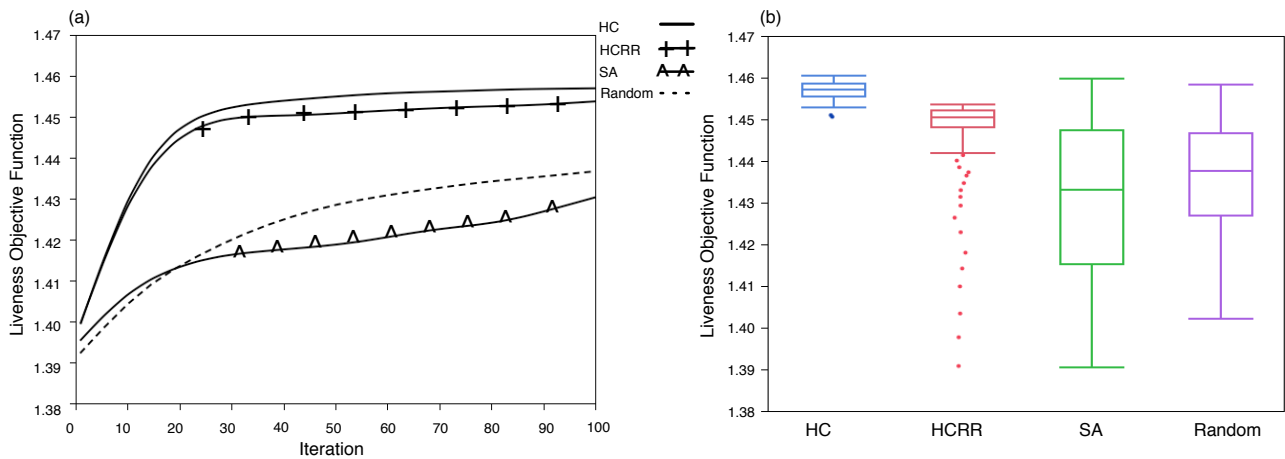 (a)
HC
HCRR
SA
Random
Liveness Objective Function
1.47
1.46
1.45
1.44
1.43
1.42
1.41
1.40
1.39
1.38
0 10 20 30 40 50 60 70 80 90 100
Iteration
(b)
Liveness Objective Function
1.47
1.46
1.45
1.44
1.43
1.42
1.41
1.40
1.39
1.38
HC HCRR SA Random